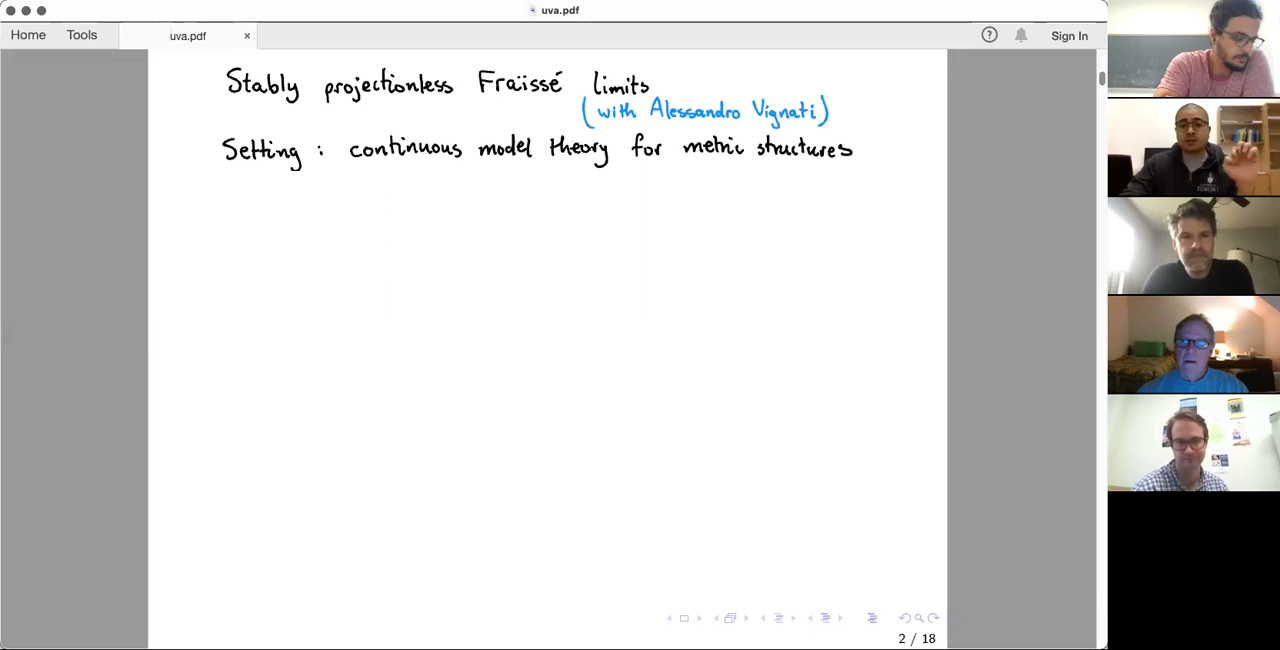 uva.pdf
Home Tools uva.pdf × ? Sign In
Stably projectionless Fraïssé limits
(with Alessandro Vignati)
Setting : continuous model theory for metric structures
2 / 18
TORONTO